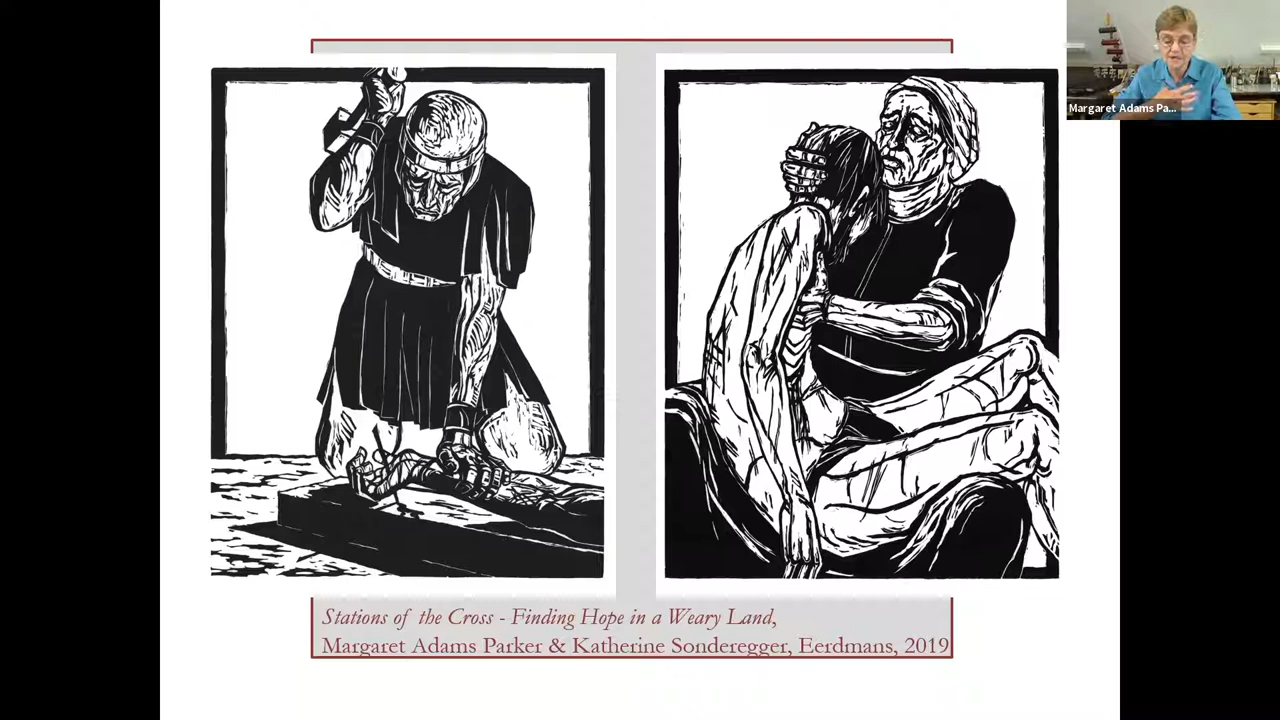 Margaret Adams Pa...
Stations of the Cross - Finding Hope in a Weary Land,
Margaret Adams Parker & Katherine Sonderegger, Eerdmans, 2019